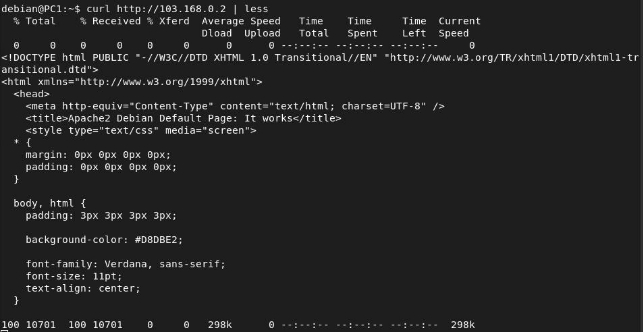 debian@PC1:~$ curl http://103.168.0.2 | less
  % Total    % Received % Xferd  Average Speed   Time    Time     Time  Current
                                 Dload  Upload   Total   Spent    Left  Speed
  0     0    0     0    0     0      0      0 --:--:-- --:--:-- --:--:--     0
<!DOCTYPE html PUBLIC "-//W3C//DTD XHTML 1.0 Transitional//EN" "http://www.w3.org/TR/xhtml1/DTD/xhtml1-tr
ansitional.dtd">
<html xmlns="http://www.w3.org/1999/xhtml">
  <head>
    <meta http-equiv="Content-Type" content="text/html; charset=UTF-8" />
    <title>Apache2 Debian Default Page: It works</title>
    <style type="text/css" media="screen">
  * {
    margin: 0px 0px 0px 0px;
    padding: 0px 0px 0px 0px;
  }
  body, html {
    padding: 3px 3px 3px 3px;
    background-color: #D8DBE2;
    font-family: Verdana, sans-serif;
    font-size: 11pt;
    text-align: center;
  }
100 10701  100 10701    0     0   298k      0 --:--:-- --:--:-- --:--:--  298k